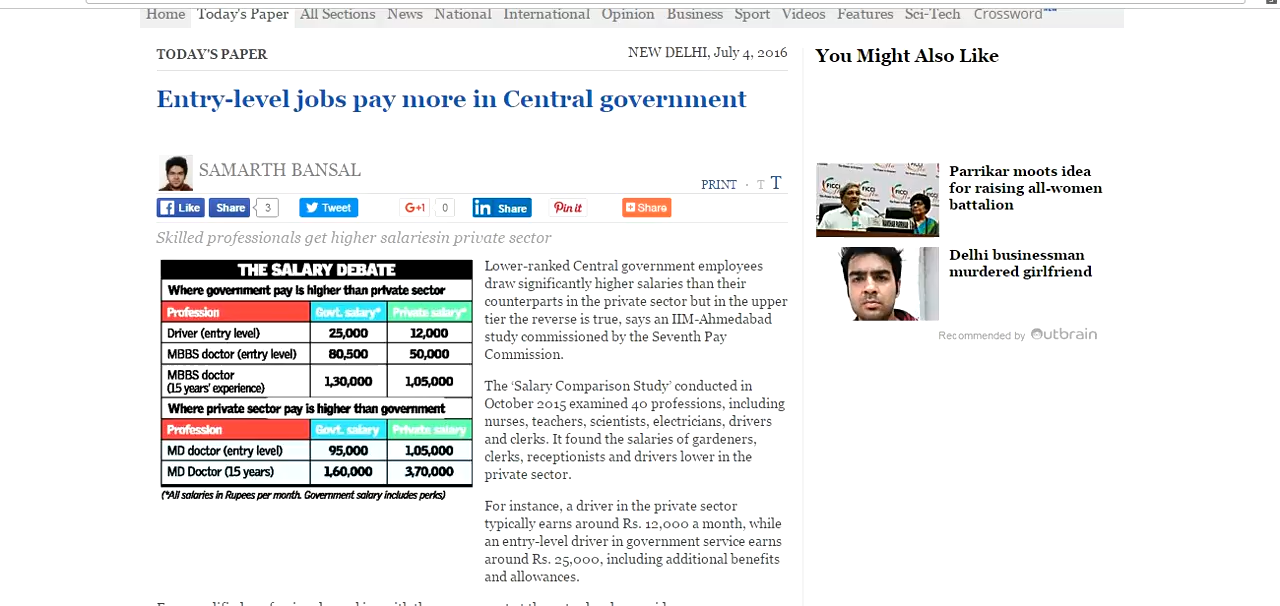 Home Today's Paper All Sections News National International Opinion Business Sport Videos Features Sci-Tech Crossword
TODAY'S PAPER
NEW DELHI, July 4, 2016
Entry-level jobs pay more in Central government
SAMARTH BANSAL
PRINT · T T
Like Share 3 Tweet G+1 0 in Share Pin it Share
Skilled professionals get higher salariesin private sector
THE SALARY DEBATE
Where government pay is higher than private sector
Profession Govt. salary* Private salary*
Driver (entry level) 25,000 12,000
MBBS doctor (entry level) 80,500 50,000
MBBS doctor
(15 years' experience) 1,30,000 1,05,000
Where private sector pay is higher than government
Profession Govt. salary Private salary
MD doctor (entry level) 95,000 1,05,000
MD Doctor (15 years) 1,60,000 3,70,000
(*All salaries in Rupees per month. Government salary includes perks)
Lower-ranked Central government employees
draw significantly higher salaries than their
counterparts in the private sector but in the upper
tier the reverse is true, says an IIM-Ahmedabad
study commissioned by the Seventh Pay
Commission.
The ‘Salary Comparison Study’ conducted in
October 2015 examined 40 professions, including
nurses, teachers, scientists, electricians, drivers
and clerks. It found the salaries of gardeners,
clerks, receptionists and drivers lower in the
private sector.
For instance, a driver in the private sector
typically earns around Rs. 12,000 a month, while
an entry-level driver in government service earns
around Rs. 25,000, including additional benefits
and allowances.
You Might Also Like
Parrikar moots idea
for raising all-women
battalion
Delhi businessman
murdered girlfriend
Recommended by Outbrain